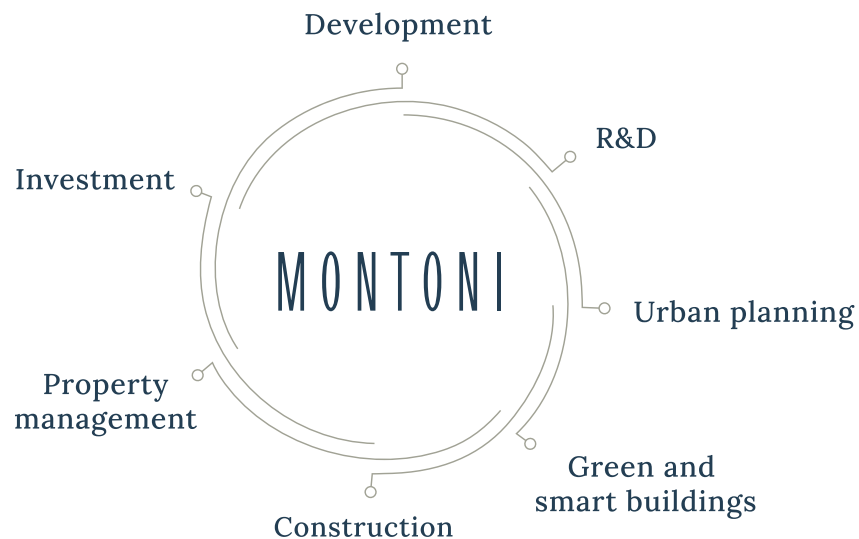 Development
R&D
Investment
MONTONI
Urban planning
Property
management
Green and
smart buildings
Construction